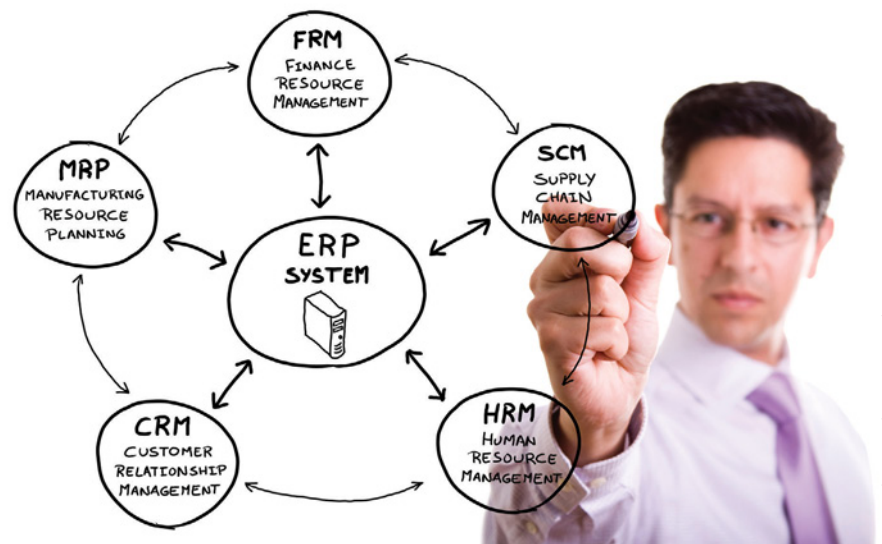 FRM
FINANCE
RESOURCE
MANAGEMENT
SCM
SUPPLY
CHAIN
MANAGEMENT
MRP
MANUFACTURING
RESOURCE
PLANNING
ERP
SYSTEM
CRM
CUSTOMER
RELATIONSHIP
MANAGEMENT
HRM
HUMAN
RESOURCE
MANAGEMENT